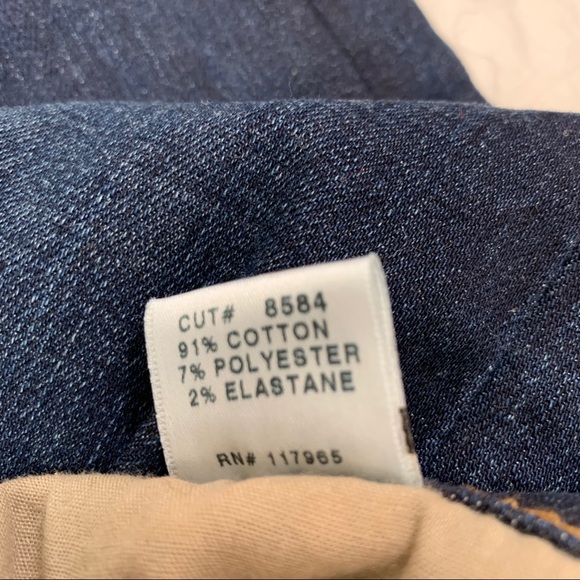 CUT# 8584
91% COTTON
7% POLYESTER
2% ELASTANE
RN# 117965